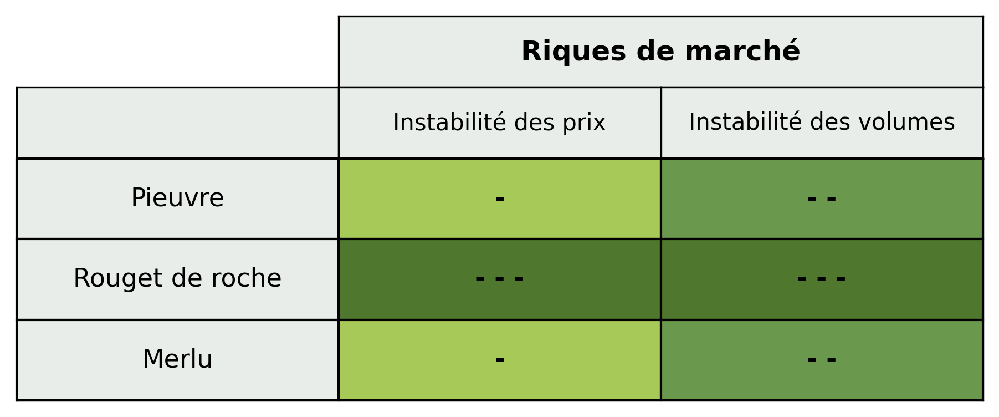 Riques de marché
Instabilité des prix Instabilité des volumes
Pieuvre - - -
Rouget de roche - - - - - -
Merlu - - -